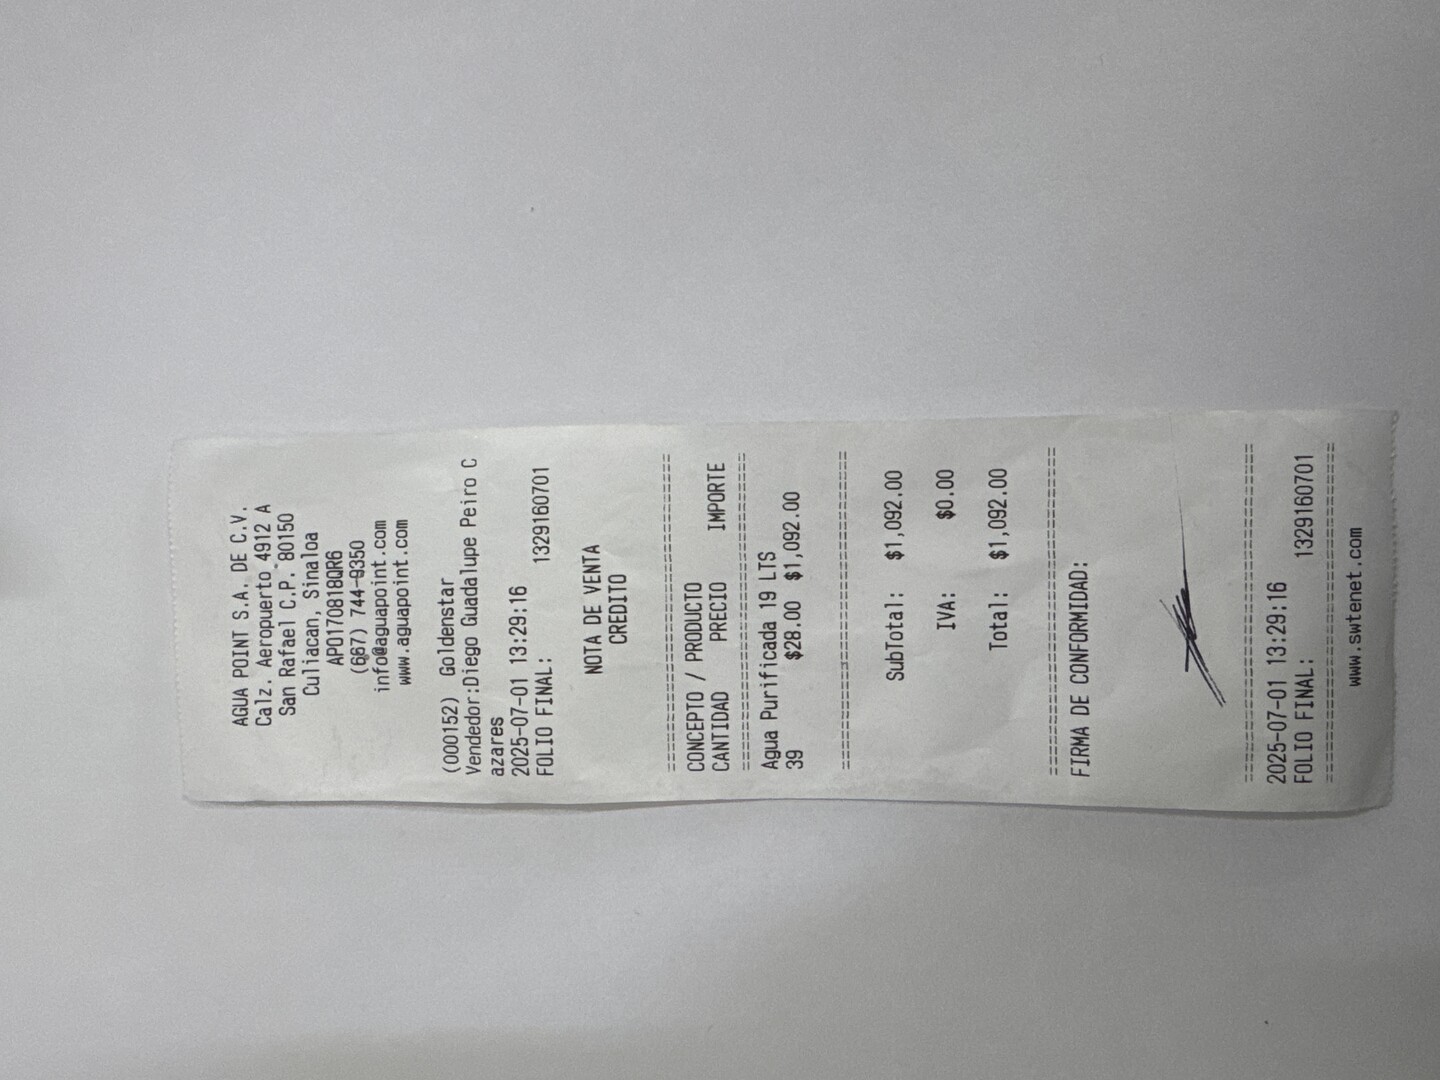 AGUA POINT S.A. DE C.V.
Calz. Aeropuerto 4912 A
San Rafael C.P. 80150
Culiacan, Sinaloa
APO170818QR6
(667) 744-9350
info@aguapoint.com
www.aguapoint.com
(000152) Goldenstar
Vendedor:Diego Guadalupe Peiro C
azares
2025-07-01 13:29:16
FOLIO FINAL: 1329160701
NOTA DE VENTA
CREDITO
================================
CONCEPTO / PRODUCTO
CANTIDAD PRECIO IMPORTE
================================
Agua Purificada 19 LTS
39 $28.00 $1,092.00
================================
SubTotal: $1,092.00
IVA: $0.00
Total: $1,092.00
================================
FIRMA DE CONFORMIDAD:
================================
2025-07-01 13:29:16
FOLIO FINAL: 1329160701
================================
www.swtenet.com